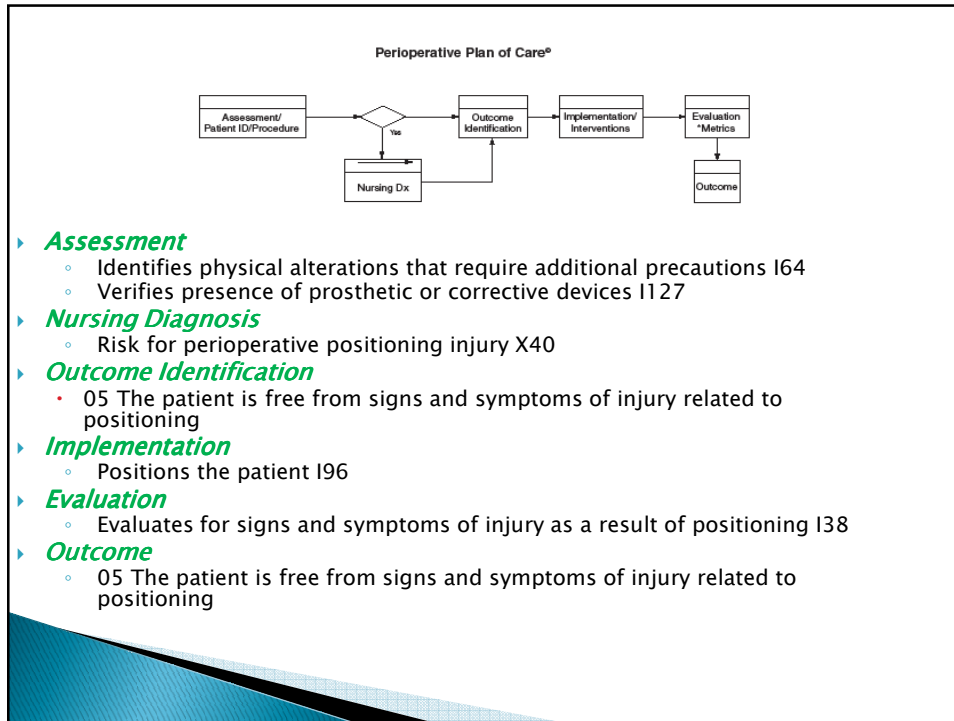 Perioperative Plan of Care©
Assessment/
Patient ID/Procedure
Yes
Nursing Dx
Outcome
Identification
Implementation/
Interventions
Evaluation
*Metrics
Outcome
Assessment
Identifies physical alterations that require additional precautions I64
Verifies presence of prosthetic or corrective devices I127
Nursing Diagnosis
Risk for perioperative positioning injury X40
Outcome Identification
05 The patient is free from signs and symptoms of injury related to
positioning
Implementation
Positions the patient I96
Evaluation
Evaluates for signs and symptoms of injury as a result of positioning I38
Outcome
05 The patient is free from signs and symptoms of injury related to
positioning